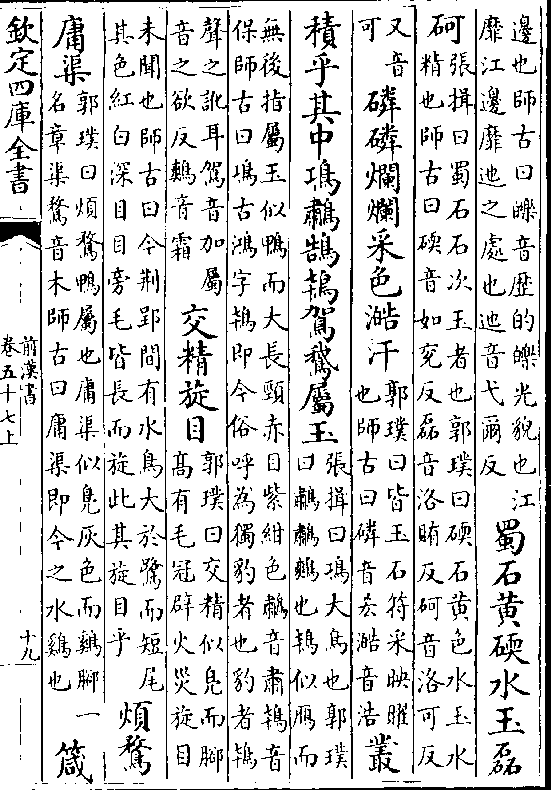 邊也師古曰皪音歷的皪光貌也江
靡江邊靡迆之處也迆音弋爾反
蜀石黃碝水玉磊
砢
張揖曰蜀石石次玉者也郭璞曰碝石黃色水玉水
精也師古曰碝音如兗反磊音洛賄反砢音洛可反
又音
可
磷磷爛爛采色澔汗
郭璞曰皆玉石符采映曜
也師古曰磷音澔音浩
叢
積乎其中䲨鷫鵠鴇鴐鵞屬玉
張揖曰䲨大鳥也郭璞
曰鷫鷫鷞也鴇似鴈而
無後指屬玉似鴨而大長頸赤目紫紺色鷫音肅鴇音
保師古曰䲨古鴻字鴇即今俗呼為獨豹者也豹者鴇
聲之訛耳鴐音加屬
音之欲反鷞音霜
交精旋目
郭璞曰交精似鳧而脚
高有毛冠辟火災旋目
未聞也師古曰今荆郢間有水鳥大於鷺而短尾
其色紅白深目目旁毛皆長而旋此其旋目乎
煩鶩
庸渠
郭璞曰煩鶩鴨屬也庸渠似鳧灰色而鷄脚一
名章渠鶩音木師古曰庸渠即今之水鷄也
箴
欽定四庫全書
前漢書
卷五十七上
十九